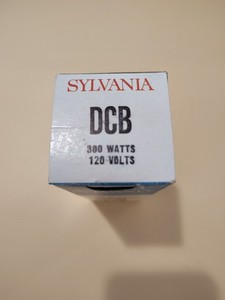 SYLVANIA
DCB
300 WATTS
120 VOLTS